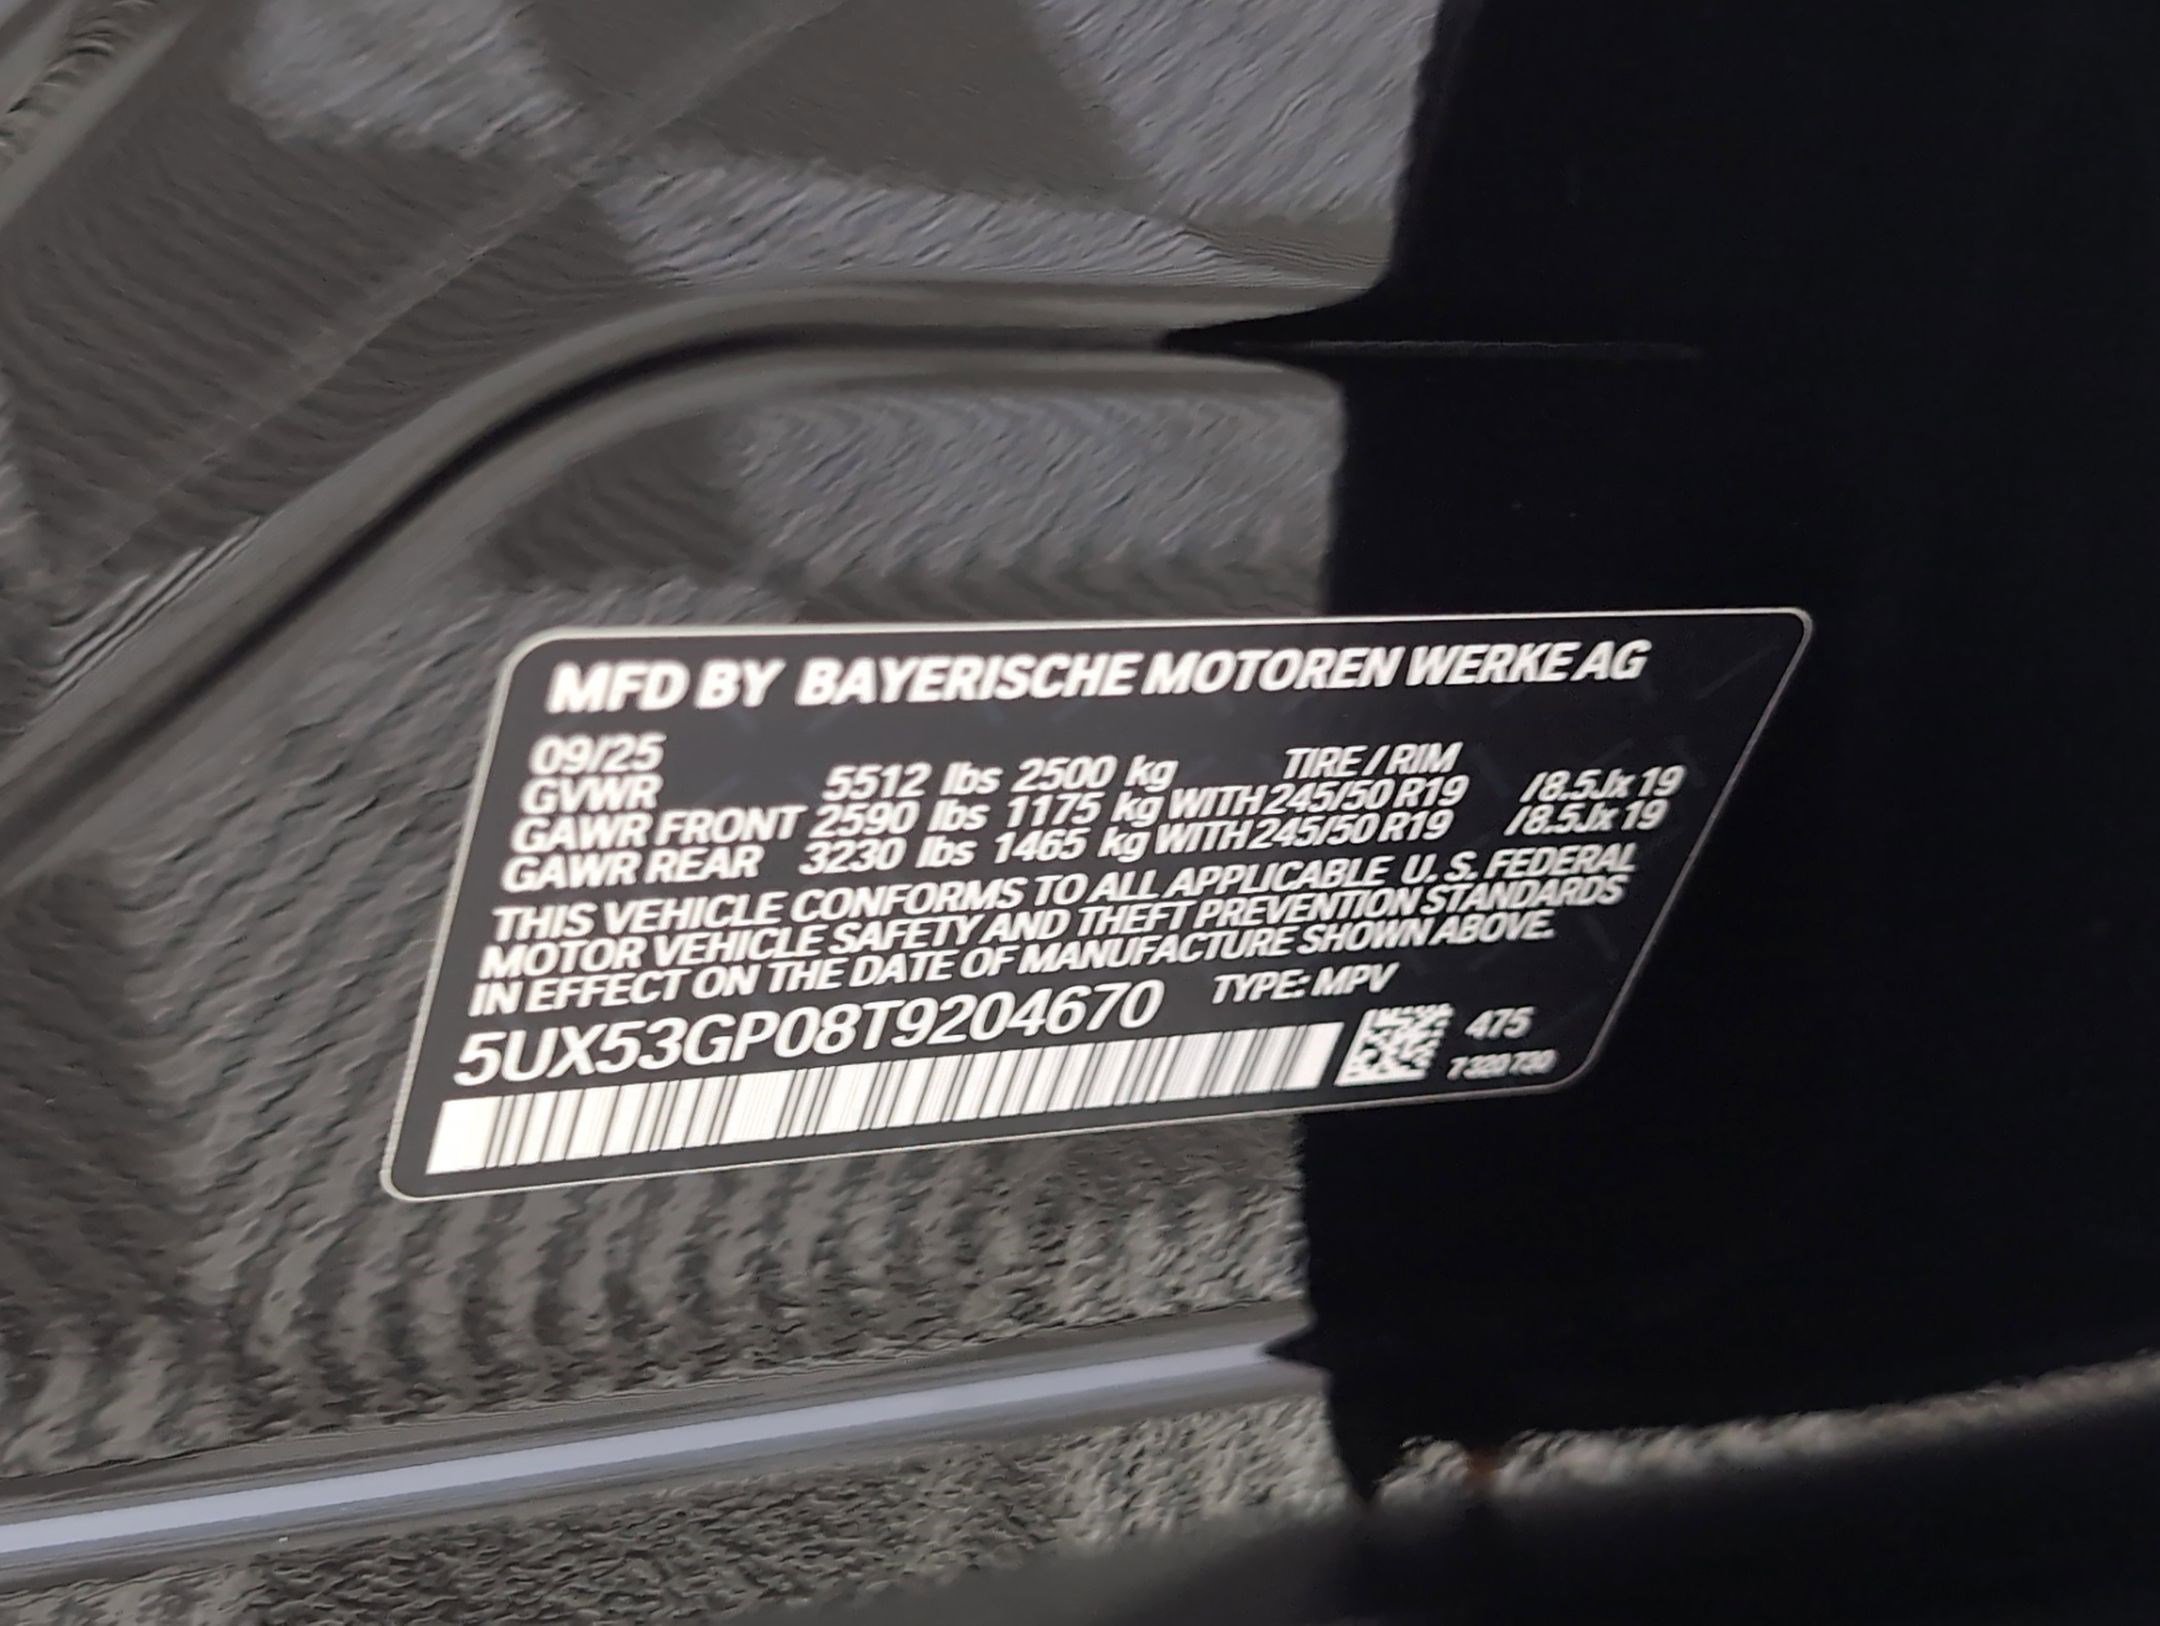 MFD BY BAYERISCHE MOTOREN WERKE AG
09/25
GVWR 5512 lbs 2500 kg TIRE / RIM
GAWR FRONT 2590 lbs 1175 kg WITH 245/50 R19 /8.5Jx 19
GAWR REAR 3230 lbs 1465 kg WITH 245/50 R19 /8.5Jx 19
THIS VEHICLE CONFORMS TO ALL APPLICABLE U. S. FEDERAL
MOTOR VEHICLE SAFETY AND THEFT PREVENTION STANDARDS
IN EFFECT ON THE DATE OF MANUFACTURE SHOWN ABOVE.
5UX53GP08T9204670 TYPE: MPV
475
7 320 730